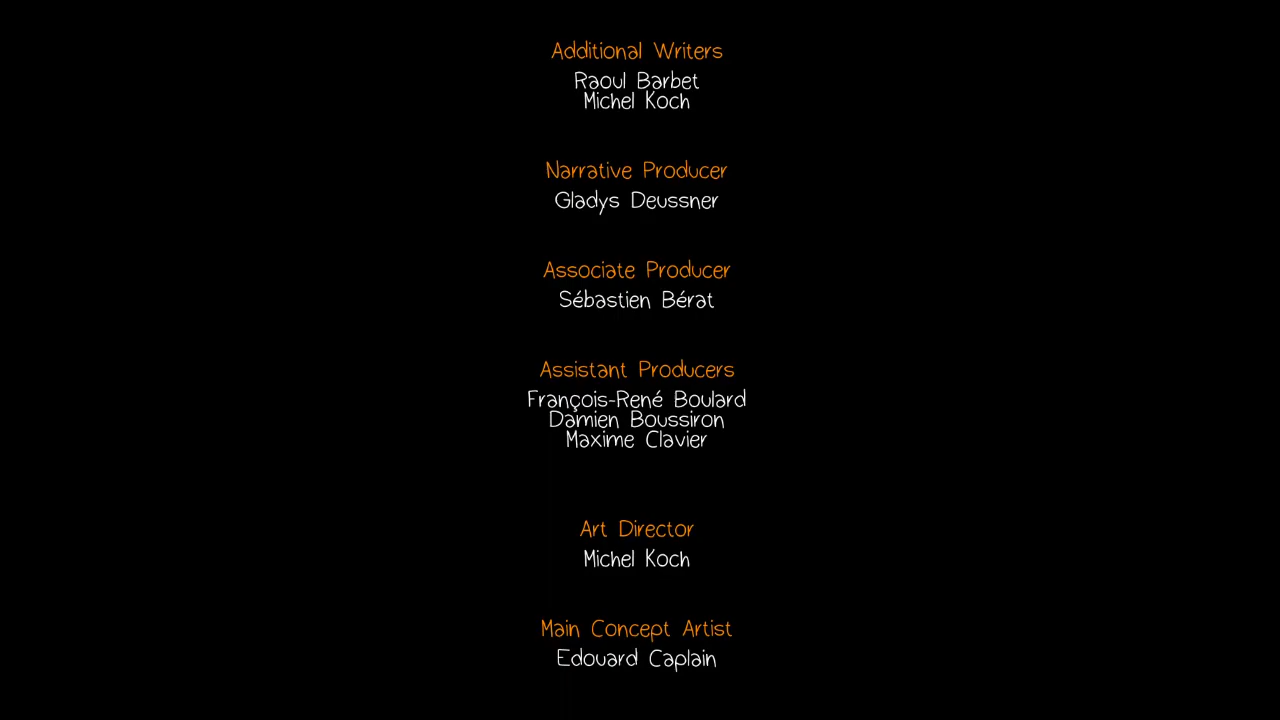 Additional Writers
Raoul Barbet
Michel Koch
Narrative Producer
Gladys Deussner
Associate Producer
Sébastien Bérat
Assistant Producers
François-René Boulard
Damien Boussiron
Maxime Clavier
Art Director
Michel Koch
Main Concept Artist
Edouard Caplain